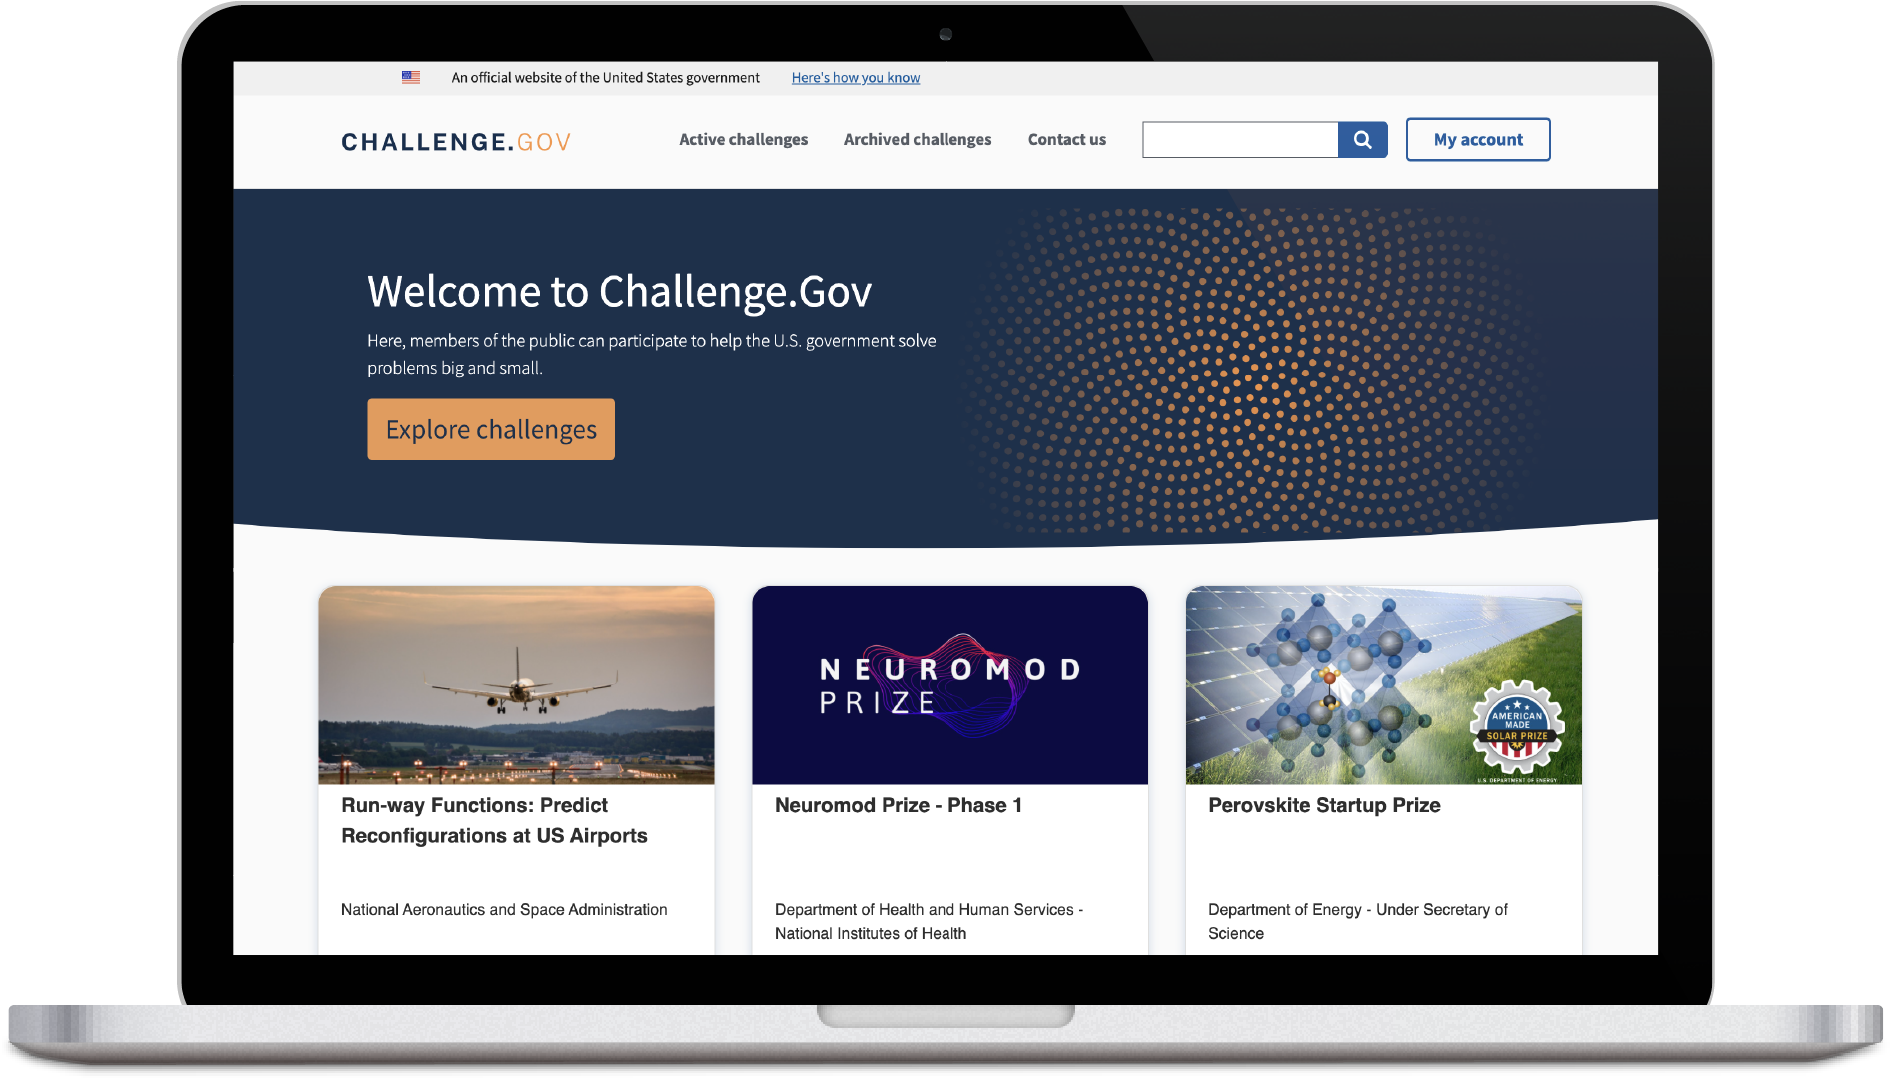 An official website of the United States government Here's how you know
CHALLENGE.GOV
Active challenges Archived challenges Contact us My account
Welcome to Challenge.Gov
Here, members of the public can participate to help the U.S. government solve
problems big and small.
Explore challenges
NEUROMOD
PRIZE
AMERICAN
MADE
SOLAR PRIZE
U.S. DEPARTMENT OF ENERGY
Run-way Functions: Predict
Reconfigurations at US Airports
National Aeronautics and Space Administration
Neuromod Prize - Phase 1
Department of Health and Human Services -
National Institutes of Health
Perovskite Startup Prize
Department of Energy - Under Secretary of
Science